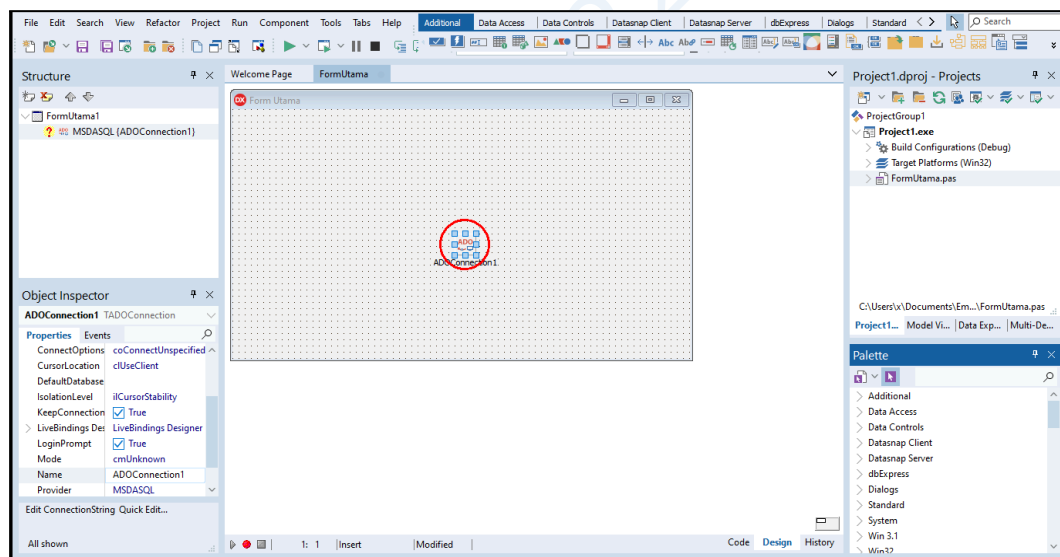 File Edit Search View Refactor Project Run Component Tools Tabs Help Additional Data Access Data Controls Datasnap Client Datasnap Server dbExpress Dialogs Standard Search
Structure
FormUtama1
MSDASQL {ADOConnection1}
Object Inspector
ADOConnection1 TADOConnection
Properties Events
ConnectOptions coConnectUnspecified
CursorLocation clUseClient
DefaultDatabase
IsolationLevel ilCursorStability
KeepConnection True
LiveBindings Des LiveBindings Designer
LoginPrompt True
Mode cmUnknown
Name ADOConnection1
Provider MSDASQL
Edit ConnectionString Quick Edit...
All shown
Welcome Page FormUtama
DX Form Utama
ADO
ADOConnection1
1: 1 Insert Modified Code Design History
Project1.dproj - Projects
ProjectGroup1
Project1.exe
Build Configurations (Debug)
Target Platforms (Win32)
FormUtama.pas
C:\Users\x\Documents\Em...\FormUtama.pas
Project1... Model Vi... Data Exp... Multi-De...
Palette
Additional
Data Access
Data Controls
Datasnap Client
Datasnap Server
dbExpress
Dialogs
Standard
System
Win 3.1
Win32